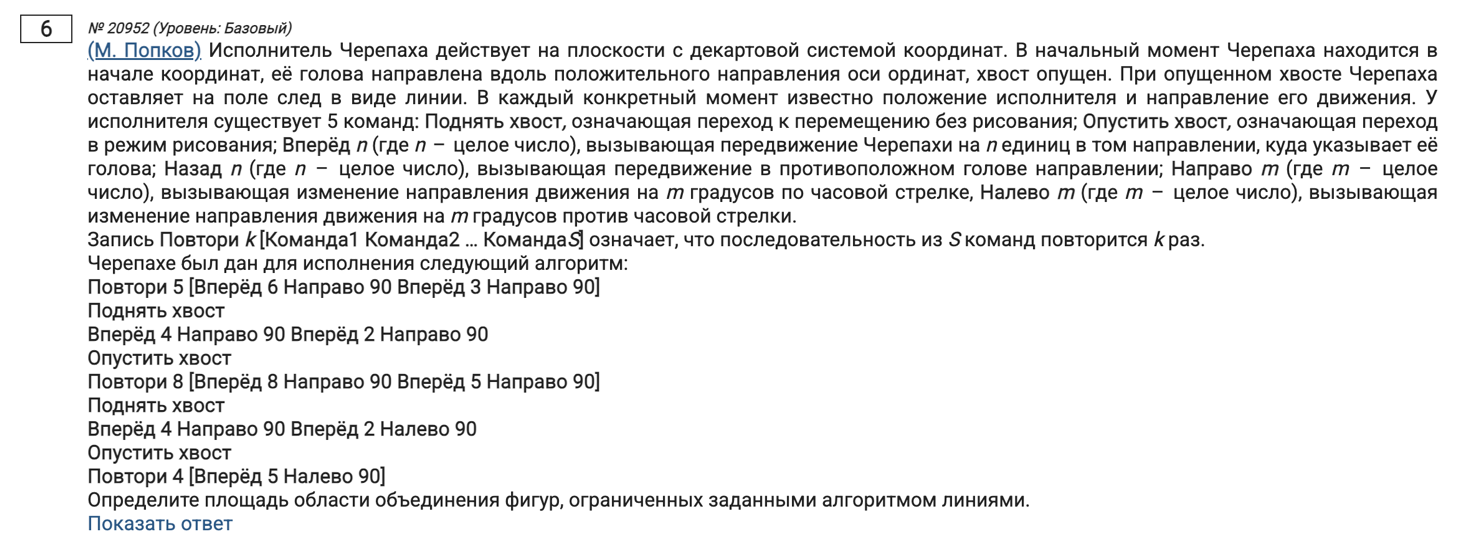 6
№ 20952 (Уровень: Базовый)
(М. Попков) Исполнитель Черепаха действует на плоскости с декартовой системой координат. В начальный момент Черепаха находится в
начале координат, её голова направлена вдоль положительного направления оси ординат, хвост опущен. При опущенном хвосте Черепаха
оставляет на поле след в виде линии. В каждый конкретный момент известно положение исполнителя и направление его движения. У
исполнителя существует 5 команд: Поднять хвост, означающая переход к перемещению без рисования; Опустить хвост, означающая переход
в режим рисования; Вперёд n (где n – целое число), вызывающая передвижение Черепахи на n единиц в том направлении, куда указывает её
голова; Назад n (где n – целое число), вызывающая передвижение в противоположном голове направлении; Направо m (где m – целое
число), вызывающая изменение направления движения на m градусов по часовой стрелке, Налево m (где m – целое число), вызывающая
изменение направления движения на m градусов против часовой стрелки.
Запись Повтори k [Команда1 Команда2 … КомандаS] означает, что последовательность из S команд повторится k раз.
Черепахе был дан для исполнения следующий алгоритм:
Повтори 5 [Вперёд 6 Направо 90 Вперёд 3 Направо 90]
Поднять хвост
Вперёд 4 Направо 90 Вперёд 2 Направо 90
Опустить хвост
Повтори 8 [Вперёд 8 Направо 90 Вперёд 5 Направо 90]
Поднять хвост
Вперёд 4 Направо 90 Вперёд 2 Налево 90
Опустить хвост
Повтори 4 [Вперёд 5 Налево 90]
Определите площадь области объединения фигур, ограниченных заданными алгоритмом линиями.
Показать ответ